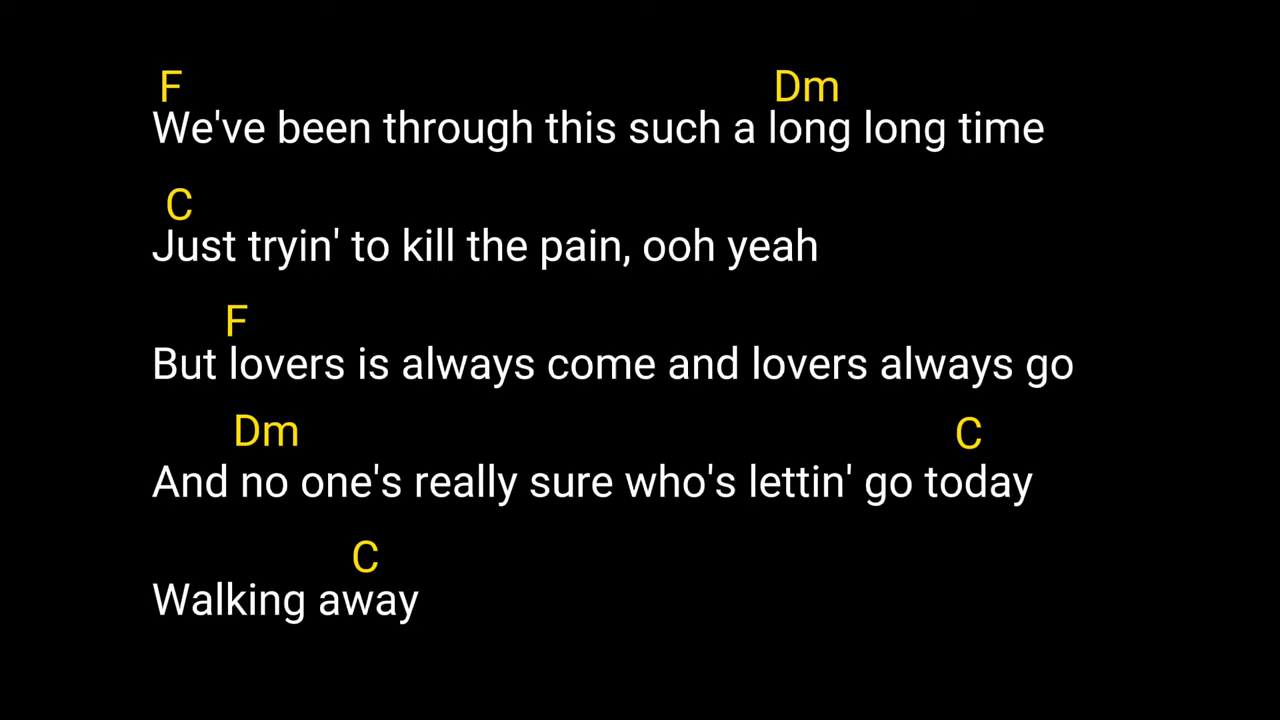 F Dm
We've been through this such a long long time
C
Just tryin' to kill the pain, ooh yeah
F
But lovers is always come and lovers always go
Dm C
And no one's really sure who's lettin' go today
C
Walking away